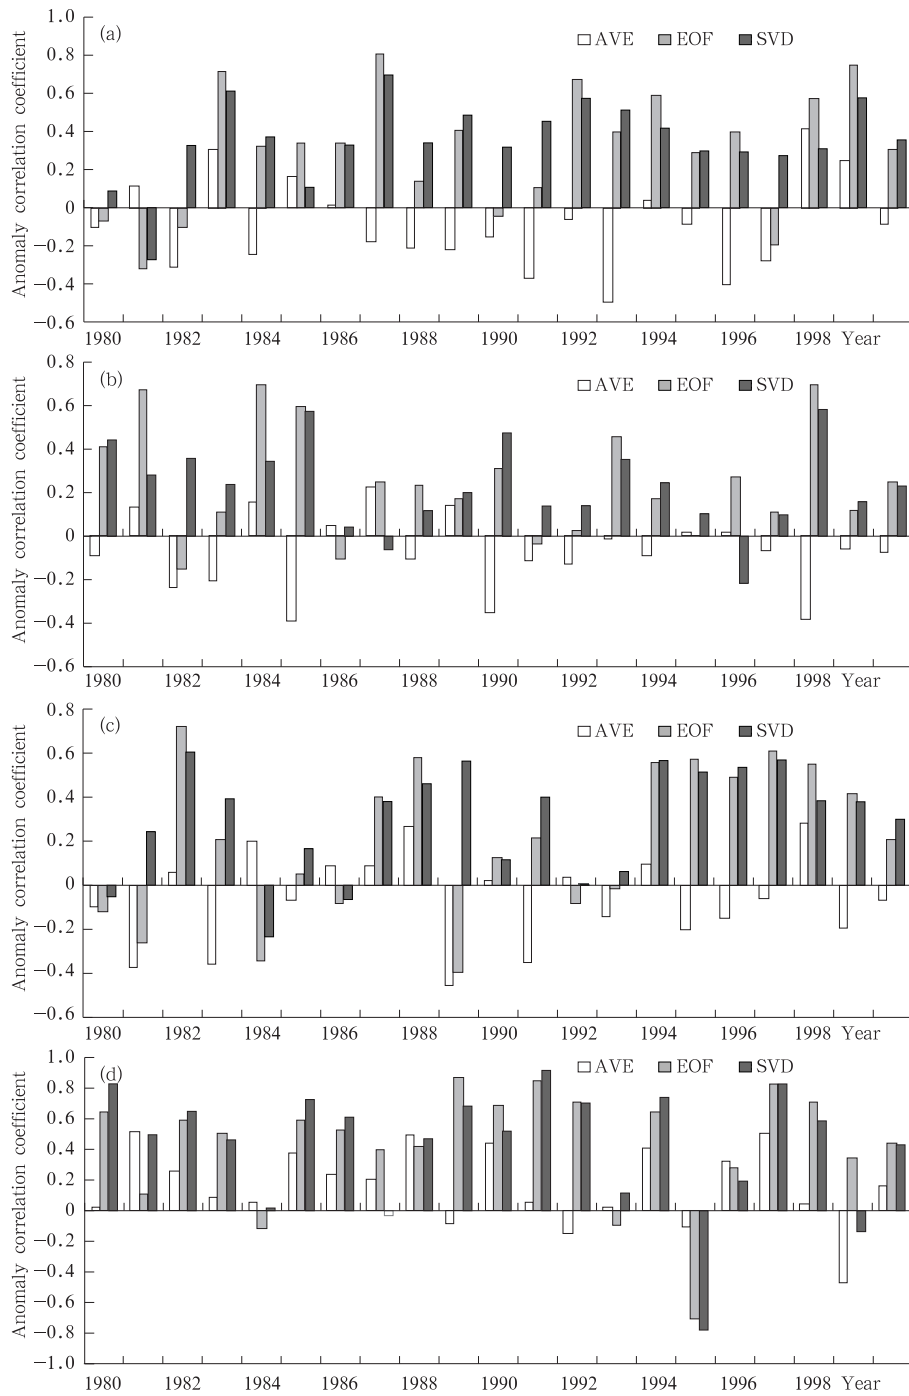 1.0
(a)
AVE EOF SVD
0.8
0.6
0.4
0.2
0
−0.2
−0.4
−0.6
Anomaly correlation coefficient
1980 1982 1984 1986 1988 1990 1992 1994 1996 1998 Year
0.8
(b)
AVE EOF SVD
0.6
0.4
0.2
0
−0.2
−0.4
−0.6
Anomaly correlation coefficient
1980 1982 1984 1986 1988 1990 1992 1994 1996 1998 Year
0.8
(c)
AVE EOF SVD
0.6
0.4
0.2
0
−0.2
−0.4
−0.6
Anomaly correlation coefficient
1980 1982 1984 1986 1988 1990 1992 1994 1996 1998 Year
1.0
(d)
AVE EOF SVD
0.8
0.6
0.4
0.2
0
−0.2
−0.4
−0.6
−0.8
−1.0
Anomaly correlation coefficient
1980 1982 1984 1986 1988 1990 1992 1994 1996 1998 Year